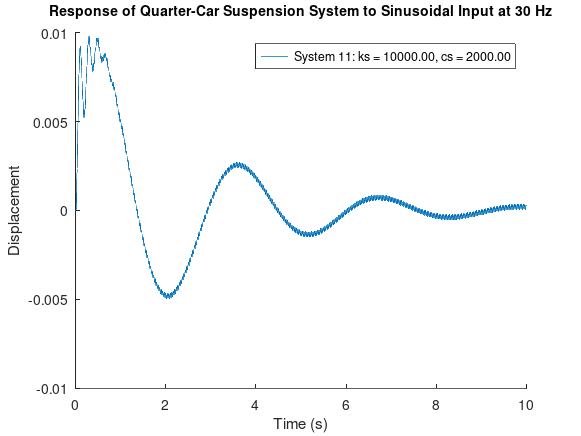 Response of Quarter-Car Suspension System to Sinusoidal Input at 30 Hz
0.01
System 11: ks = 10000.00, cs = 2000.00
0.005
Displacement
0
-0.005
-0.01
0 2 4 6 8 10
Time (s)